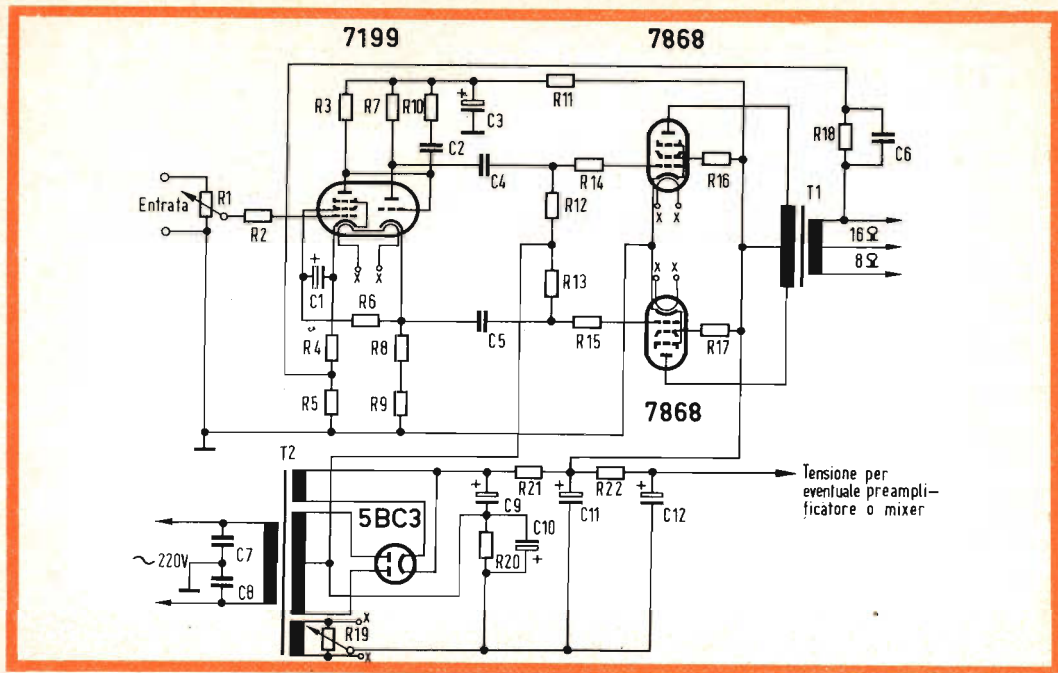 7199
7868
R3
R7
R10
C3
R11
R18
C6
C2
C4
R14
R16
R1
Entrata
R2
R12
T1
16Ω
8Ω
x
x
x
x
x
x
C1
R6
R13
C5
R15
R17
R4
R8
R5
R9
7868
T2
R21
R22
C9
C11
C12
Tensione per
eventuale preampli-
ficatore o mixer
5BC3
C10
R20
C7
~ 220V
C8
R19
x
x